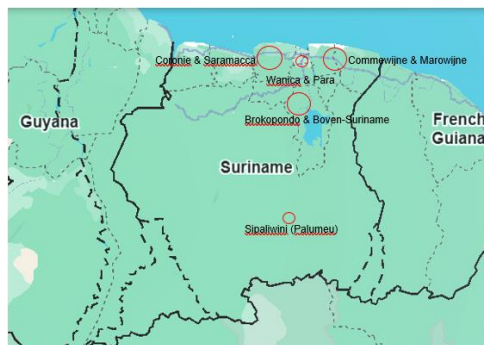 Coronie & Saramacca
Commewijne & Marowijne
Wanica & Para
Brokopondo & Boven-Suriname
Guyana
French
Guiana
Suriname
Sipaliwini (Palumeu)